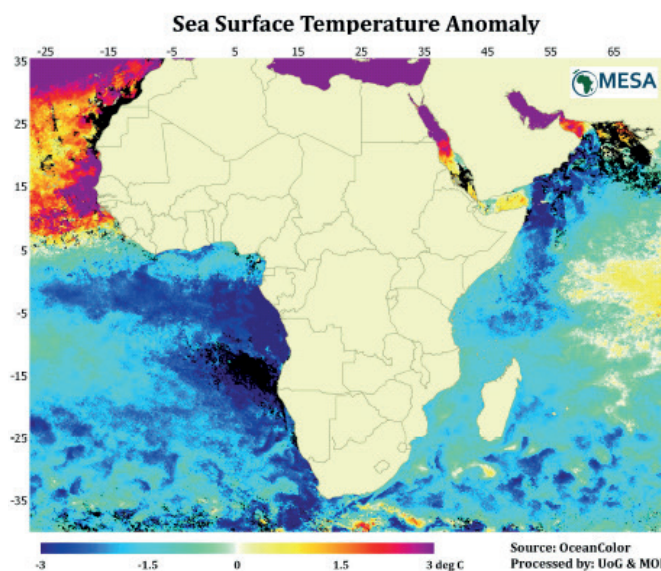 Sea Surface Temperature Anomaly
-25 -15 -5 5 15 25 35 45 55 65
MESA
35
25
15
5
-5
-15
-25
-35
-3 -1.5 0 1.5 3 deg C
Source: OceanColor
Processed by: UoG &